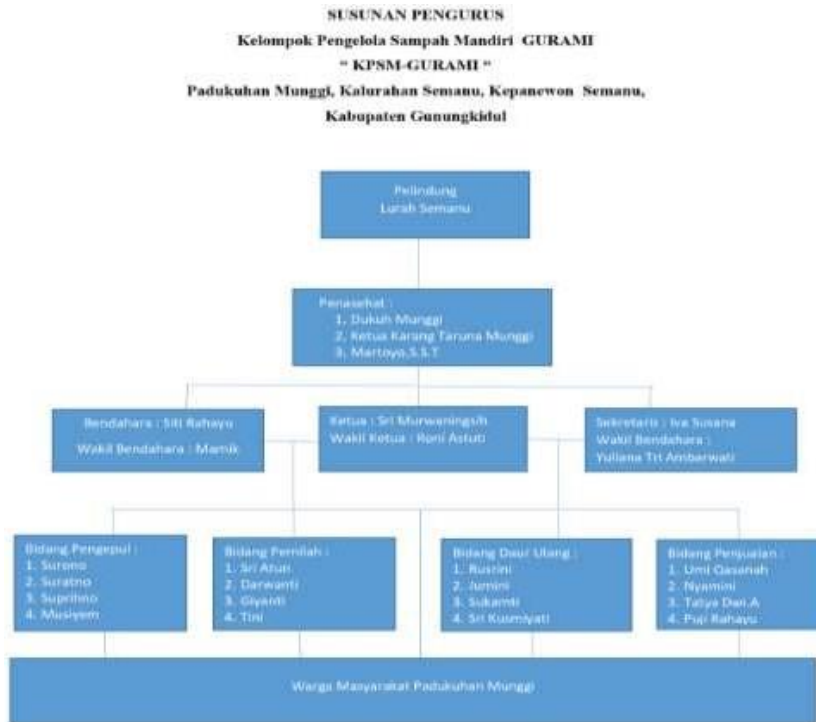 SUSUNAN PENGURUS
Kelompok Pengelola Sampah Mandiri GURAMI
“ KPSM-GURAMI “
Padukuhan Munggi, Kalurahan Semanu, Kepanewon Semanu,
Kabupaten Gunungkidul
Pelindung
Lurah Semanu
Penasehat :
1. Dukuh Munggi
2. Ketua Karang Taruna Munggi
3. Martoyo,S.S.T
Bendahara : Siti Rahayu
Wakil Bendahara : Mamik
Ketua : Sri Murwaningsih
Wakil Ketua : Roni Astuti
Sekretaris : Iva Susana
Wakil Bendahara :
Yuliana Tri Ambarwati
Bidang Pengepul :
1. Surono
2. Suratno
3. Suprihno
4. Musiyem
Bidang Pemilah :
1. Sri Atun
2. Darwanti
3. Giyanti
4. Tini
Bidang Daur Ulang :
1. Rusini
2. Jumini
3. Sukamti
4. Sri Kusmiyati
Bidang Penjualan :
1. Umi Qasanah
2. Nyamini
3. Tatya Dwi.A
4. Puji Rahayu
Warga Masyarakat Padukuhan Munggi